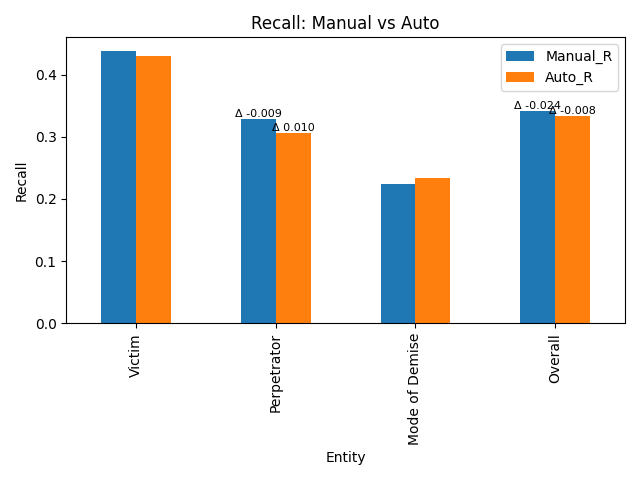 Recall: Manual vs Auto
Manual_R
Auto_R
Δ -0.009
Δ 0.010
Δ -0.024
Δ -0.008
0.4
0.3
0.2
0.1
0.0
Recall
Victim
Perpetrator
Mode of Demise
Overall
Entity